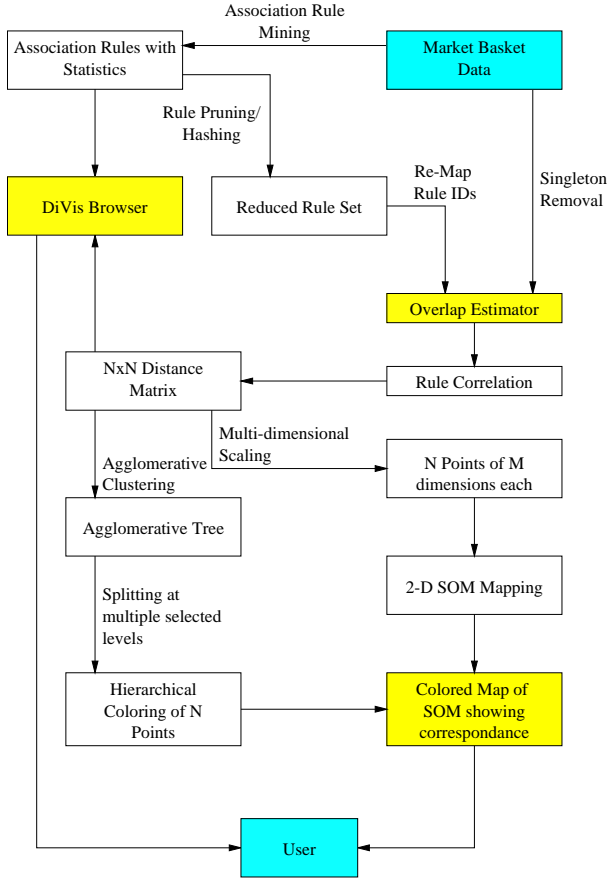 Association Rule
Mining
Association Rules with
Statistics
Market Basket
Data
Rule Pruning/
Hashing
Re-Map
Rule IDs
Singleton
Removal
DiVis Browser
Reduced Rule Set
Overlap Estimator
NxN Distance
Matrix
Rule Correlation
Multi-dimensional
Scaling
Agglomerative
Clustering
N Points of M
dimensions each
Agglomerative Tree
2-D SOM Mapping
Splitting at
multiple selected
levels
Hierarchical
Coloring of N
Points
Colored Map of
SOM showing
correspondance
User